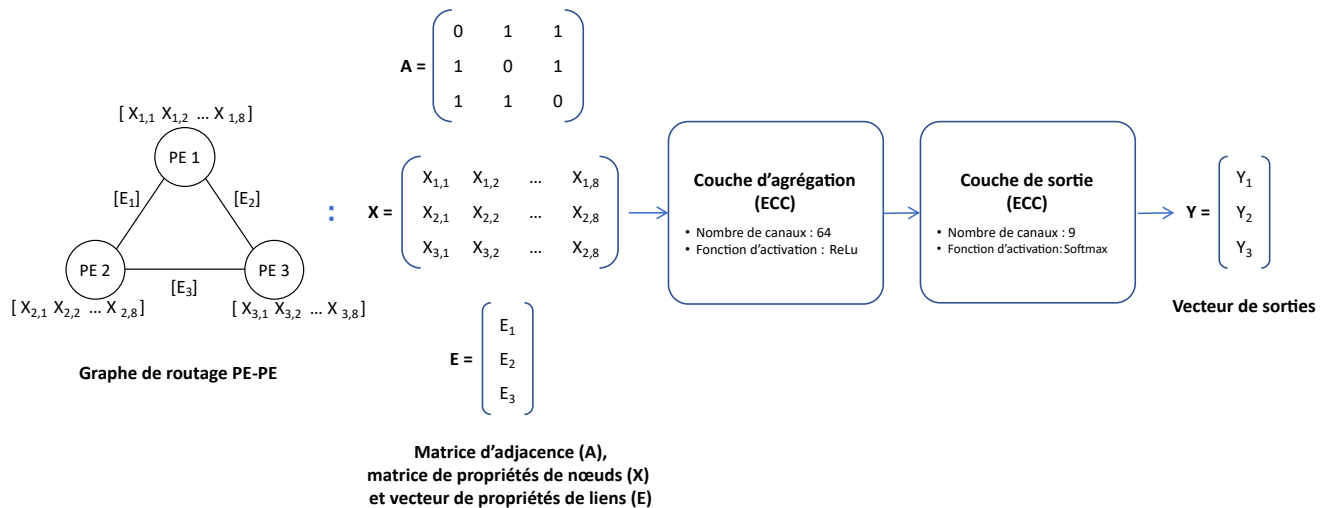 A =
0 1 1
1 0 1
1 1 0
[ X1,1 X1,2 ... X 1,8]
PE 1
[E1]
[E2]
PE 2
PE 3
[E3]
[ X2,1 X2,2 ... X 2,8]
[ X3,1 X3,2 ... X 3,8]
Graphe de routage PE-PE
:
X =
X1,1 X1,2 ... X1,8
X2,1 X2,2 ... X2,8
X3,1 X3,2 ... X2,8
E =
E1
E2
E3
Matrice d'adjacence (A),
matrice de propriétés de nœuds (X)
et vecteur de propriétés de liens (E)
Couche d'agrégation
(ECC)
• Nombre de canaux : 64
• Fonction d'activation : ReLu
Couche de sortie
(ECC)
• Nombre de canaux : 9
• Fonction d'activation: Softmax
Y =
Y1
Y2
Y3
Vecteur de sorties